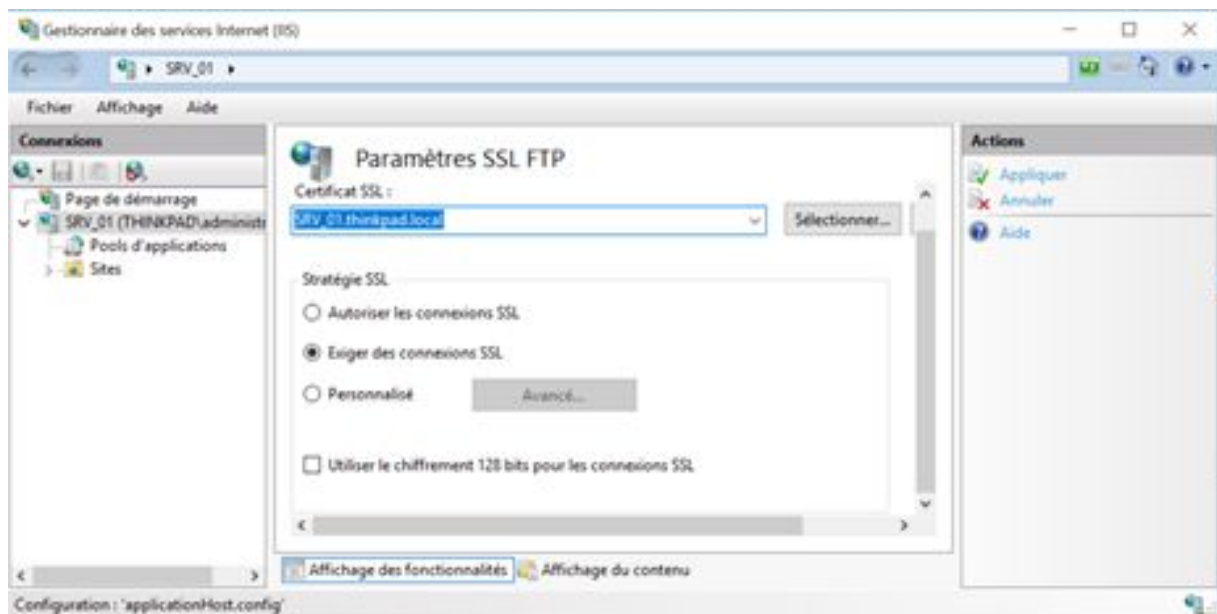 Gestionnaire des services Internet (IIS)
SRV_01
Fichier Affichage Aide
Connexions
Page de démarrage
SRV_01 (THINKPAD\administr
Pools d'applications
Sites
Paramètres SSL FTP
Certificat SSL :
SRV_01.thinkpad.local
Sélectionner...
Stratégie SSL
Autoriser les connexions SSL
Exiger des connexions SSL
Personnalisé
Avancé...
Utiliser le chiffrement 128 bits pour les connexions SSL
Affichage des fonctionnalités Affichage du contenu
Actions
Appliquer
Annuler
Aide
Configuration : 'applicationHost.config'